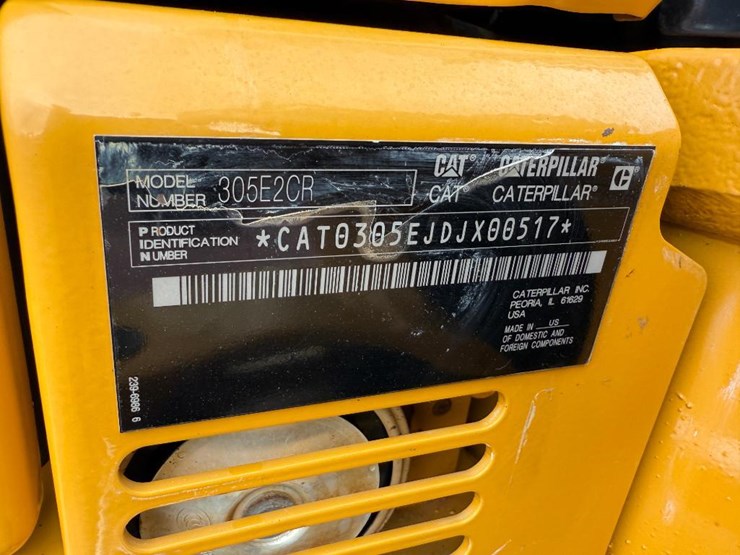 CAT CATERPILLAR
CAT® CATERPILLAR®
MODEL NUMBER 305E2CR
PRODUCT IDENTIFICATION NUMBER *CAT0305EJDJX00517*
CATERPILLAR INC.
PEORIA, IL 61629
USA
MADE IN US
OF DOMESTIC AND
FOREIGN COMPONENTS
239-6986 6